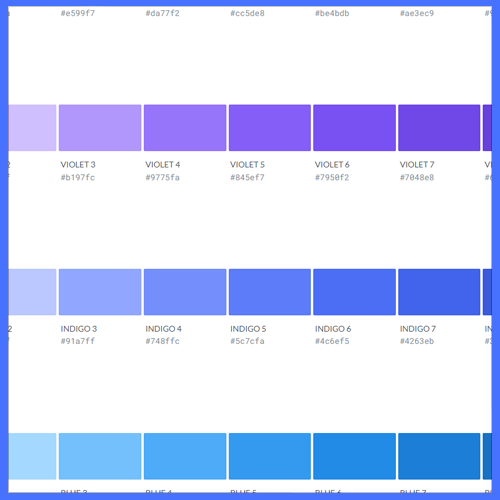 #e599f7 #da77f2 #cc5de8 #be4bdb #ae3ec9
VIOLET 3 VIOLET 4 VIOLET 5 VIOLET 6 VIOLET 7
#b197fc #9775fa #845ef7 #7950f2 #7048e8
INDIGO 3 INDIGO 4 INDIGO 5 INDIGO 6 INDIGO 7
#91a7ff #748ffc #5c7cfa #4c6ef5 #4263eb
BLUE 3 BLUE 4 BLUE 5 BLUE 6 BLUE 7